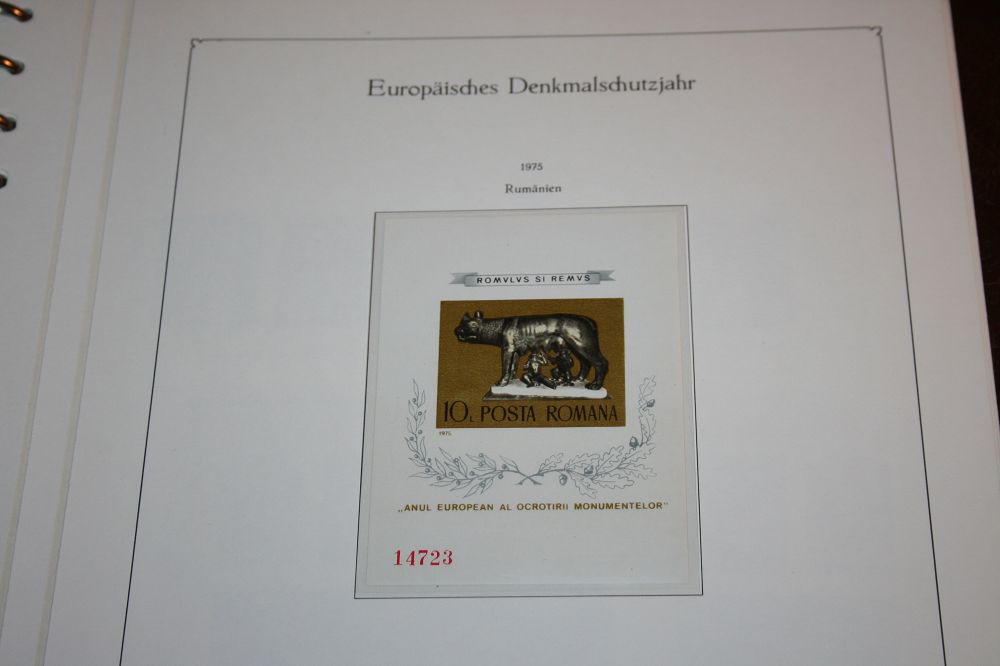 Europäisches Denkmalschutzjahr
1975
Rumänien
ROMVLVS SI REMVS
10L POSTA ROMANA
1975
„ANUL EUROPEAN AL OCROTIRII MONUMENTELOR”
14723